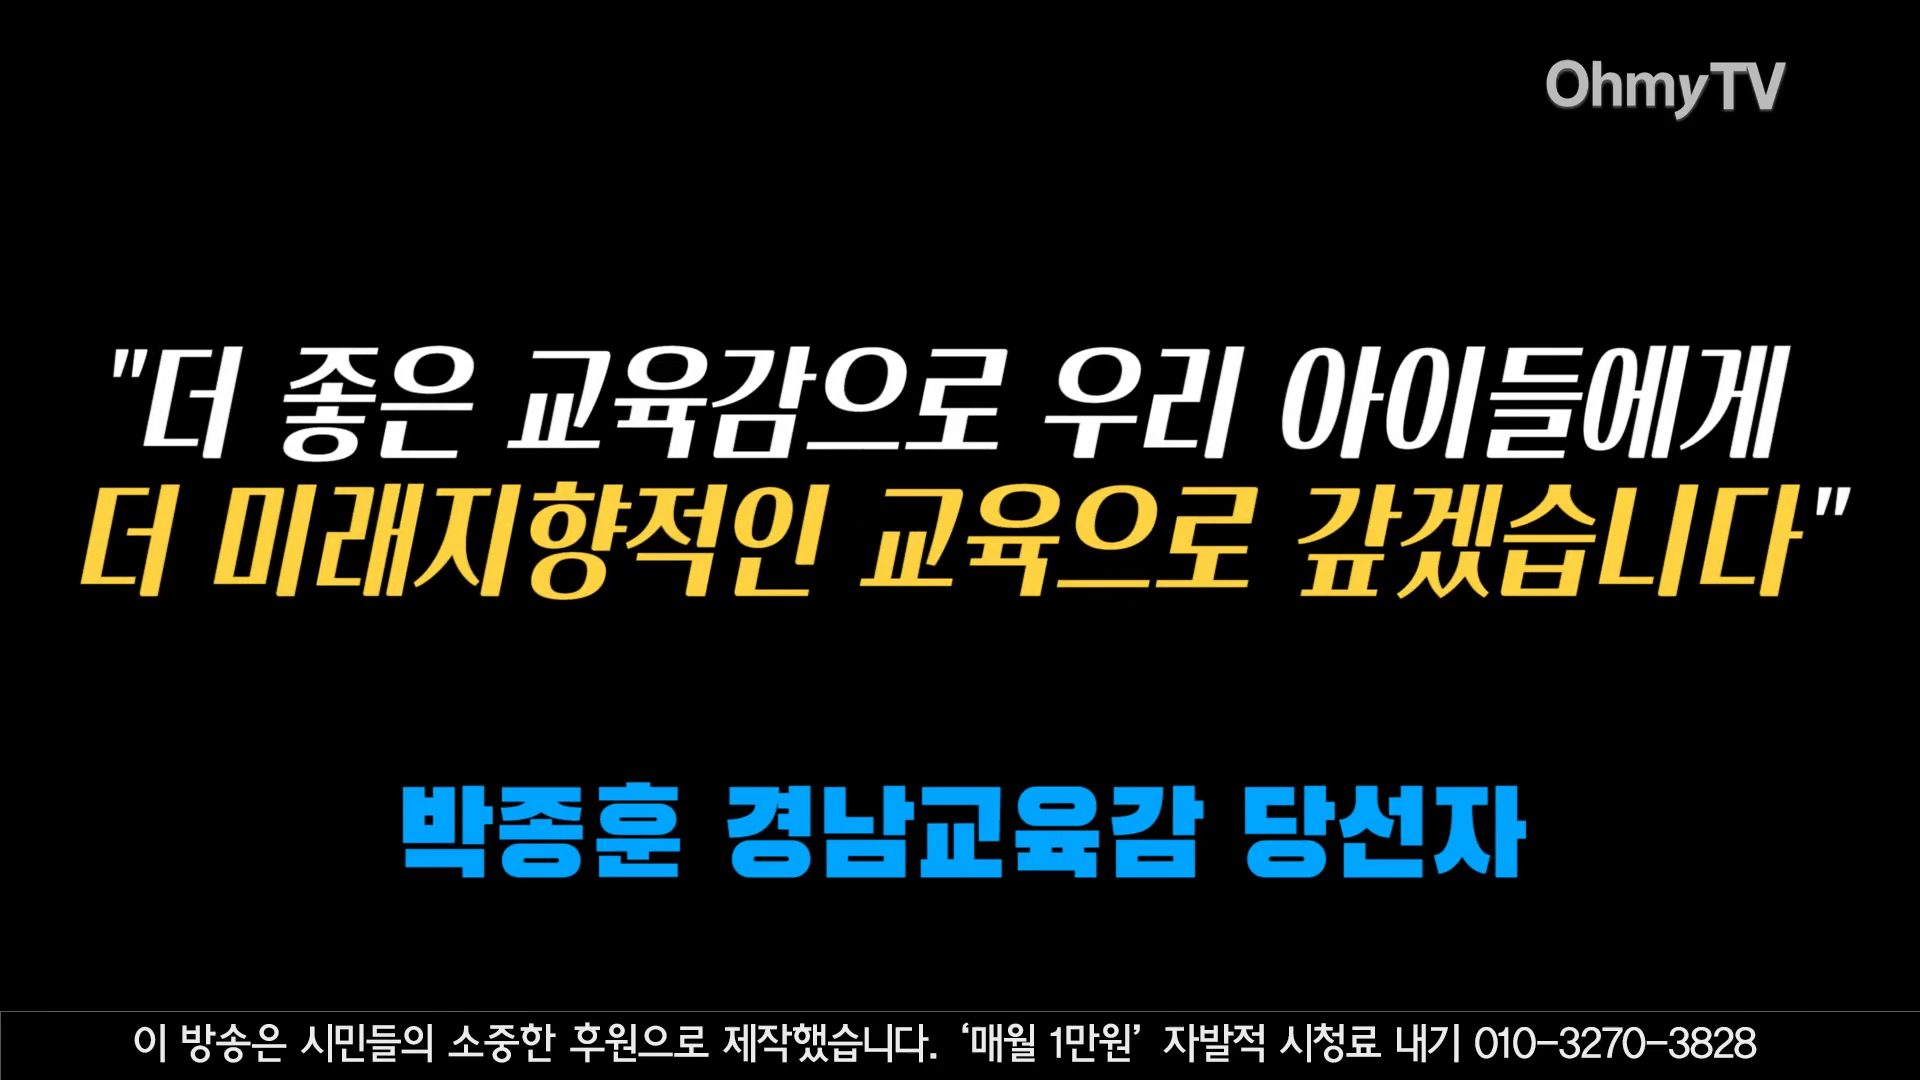 OhmyTV
"더 좋은 교육감으로 우리 아이들에게
더 미래지향적인 교육으로 갚겠습니다"
박종훈 경남교육감 당선자
이 방송은 시민들의 소중한 후원으로 제작했습니다. ‘매월 1만원’ 자발적 시청료 내기 010-3270-3828